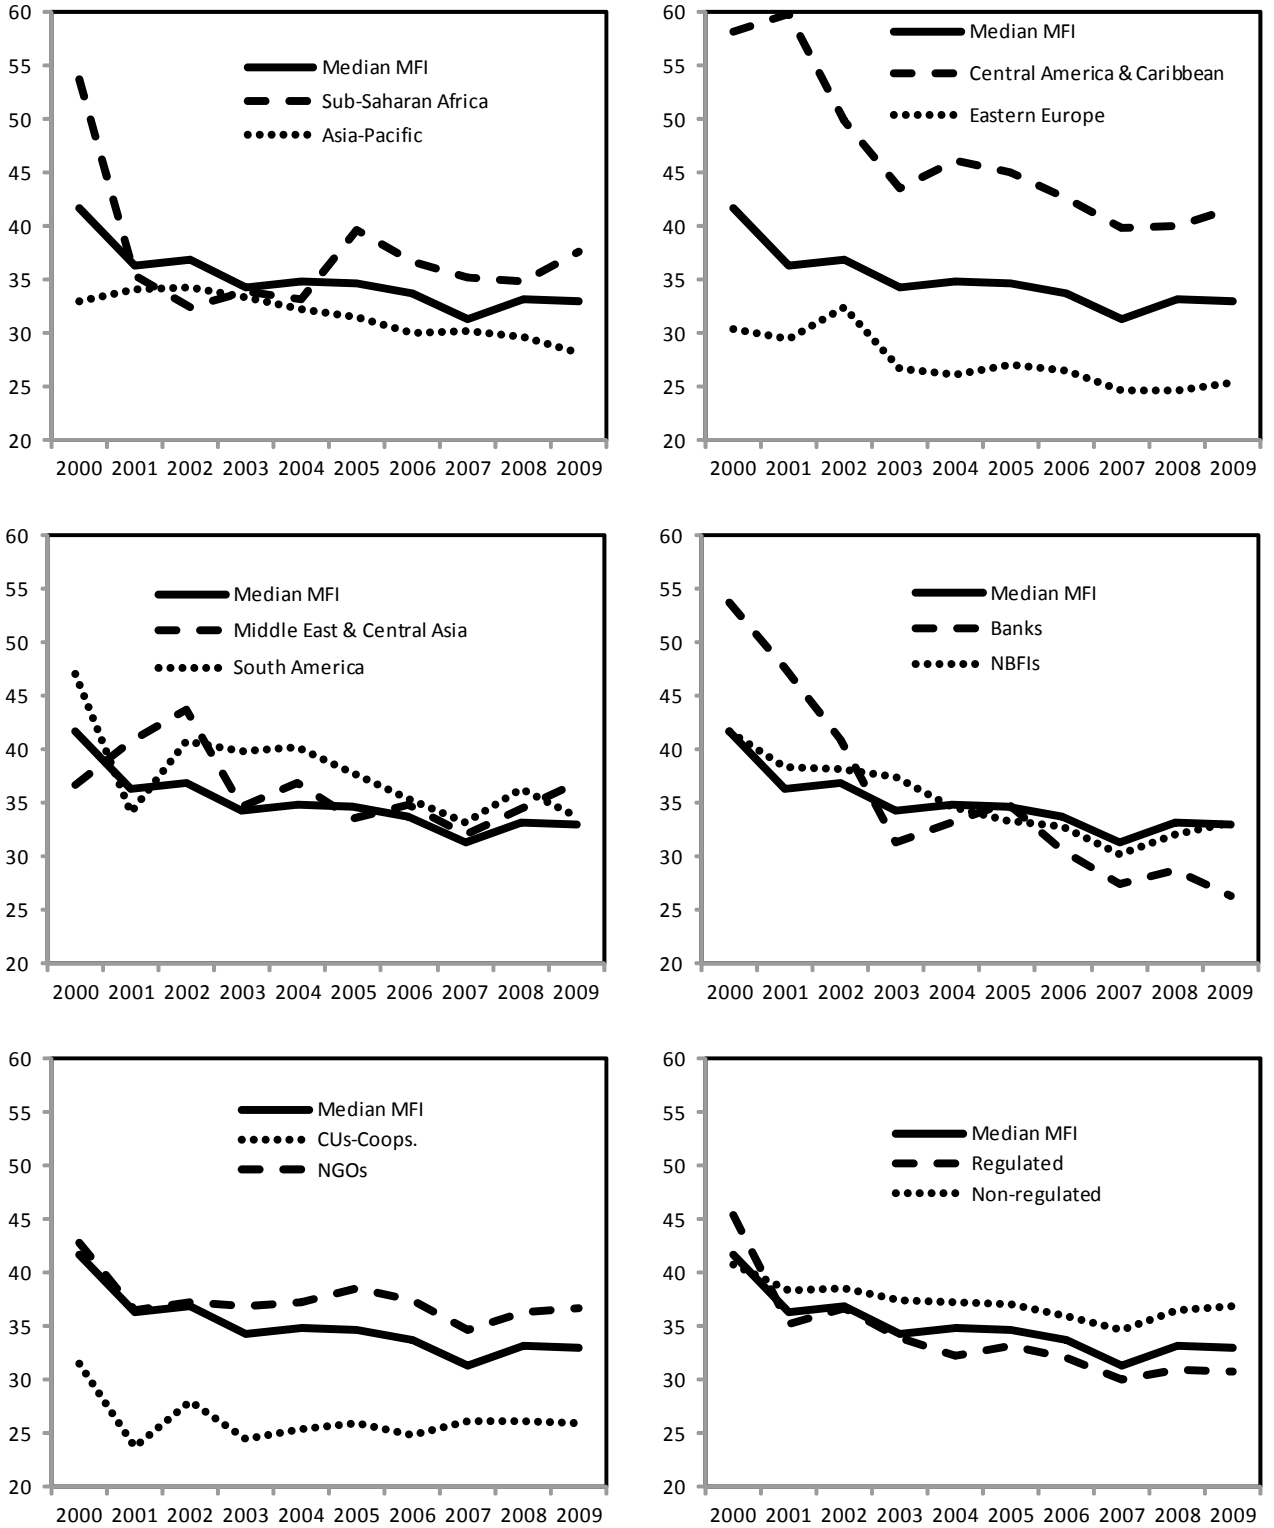 60
55
50
45
40
35
30
25
20
Median MFI
Sub-Saharan Africa
Asia-Pacific
2000 2001 2002 2003 2004 2005 2006 2007 2008 2009
60
55
50
45
40
35
30
25
20
Median MFI
Central America & Caribbean
Eastern Europe
2000 2001 2002 2003 2004 2005 2006 2007 2008 2009
60
55
50
45
40
35
30
25
20
Median MFI
Middle East & Central Asia
South America
2000 2001 2002 2003 2004 2005 2006 2007 2008 2009
60
55
50
45
40
35
30
25
20
Median MFI
Banks
NBFIs
2000 2001 2002 2003 2004 2005 2006 2007 2008 2009
60
55
50
45
40
35
30
25
20
Median MFI
CUs-Coops.
NGOs
2000 2001 2002 2003 2004 2005 2006 2007 2008 2009
60
55
50
45
40
35
30
25
20
Median MFI
Regulated
Non-regulated
2000 2001 2002 2003 2004 2005 2006 2007 2008 2009